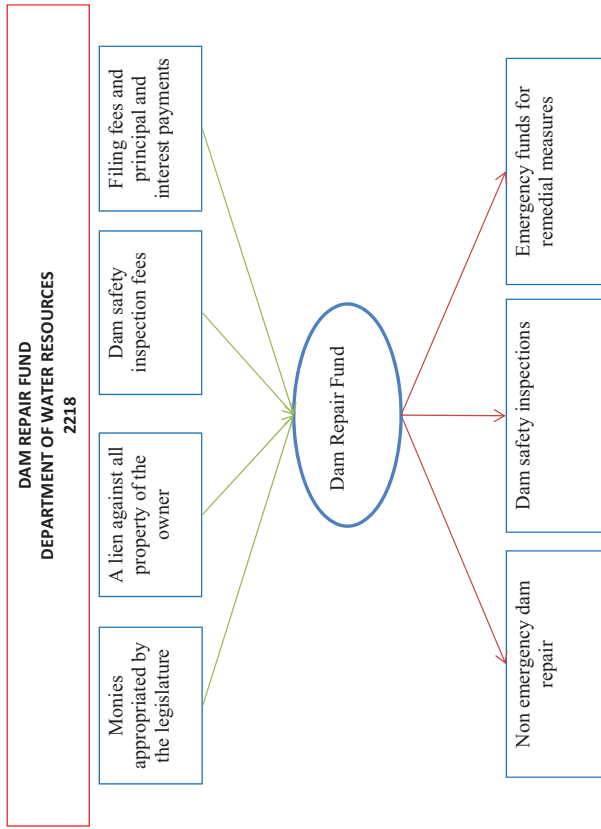 DAM REPAIR FUND
DEPARTMENT OF WATER RESOURCES
2218
Monies
appropriated by
the legislature
A lien against all
property of the
owner
Dam safety
inspection fees
Filing fees and
principal and
interest payments
Dam Repair Fund
Non emergency dam
repair
Dam safety inspections
Emergency funds for
remedial measures